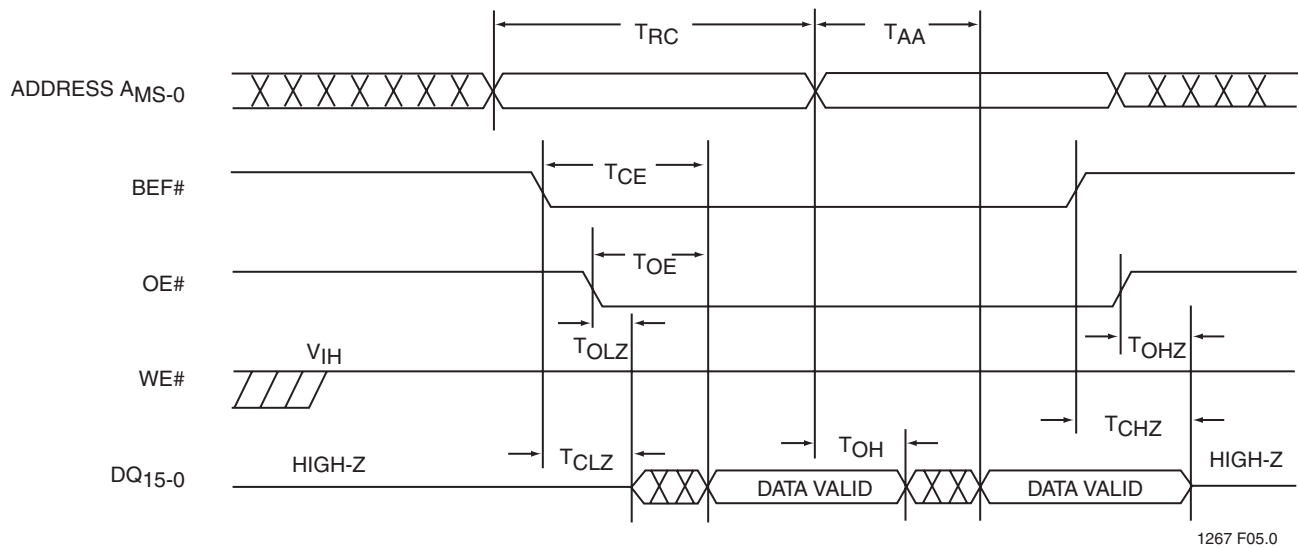 TRC
TAA
ADDRESS AMS-0
TCE
BEF#
TOE
OE#
TOLZ
TOHZ
VIH
WE#
TCHZ
TCLZ
TOH
HIGH-Z
HIGH-Z
DQ15-0
DATA VALID
DATA VALID
1267 F05.0